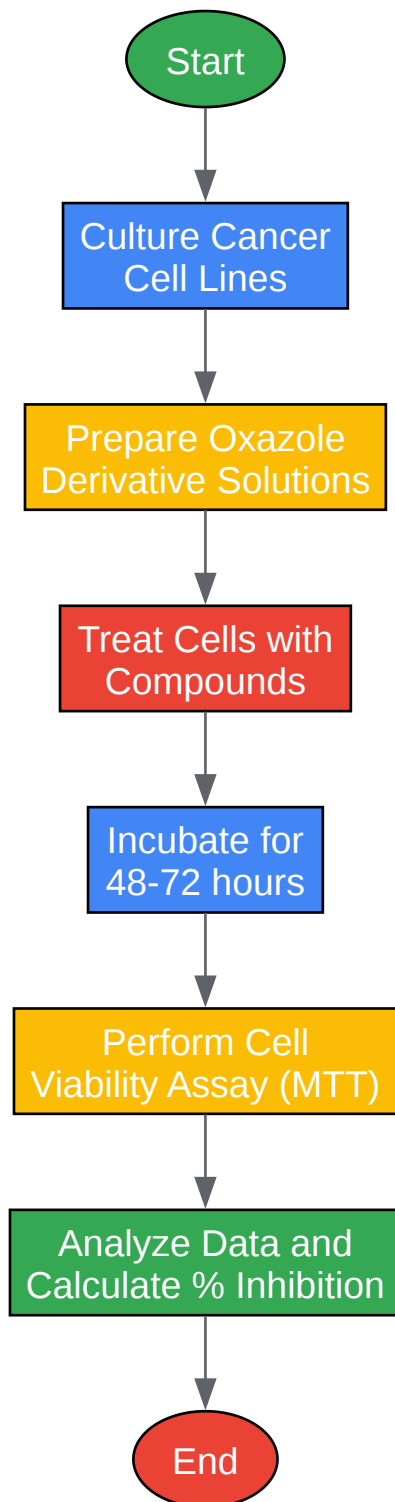 Start
Culture Cancer
Cell Lines
Prepare Oxazole
Derivative Solutions
Treat Cells with
Compounds
Incubate for
48-72 hours
Perform Cell
Viability Assay (MTT)
Analyze Data and
Calculate % Inhibition
End